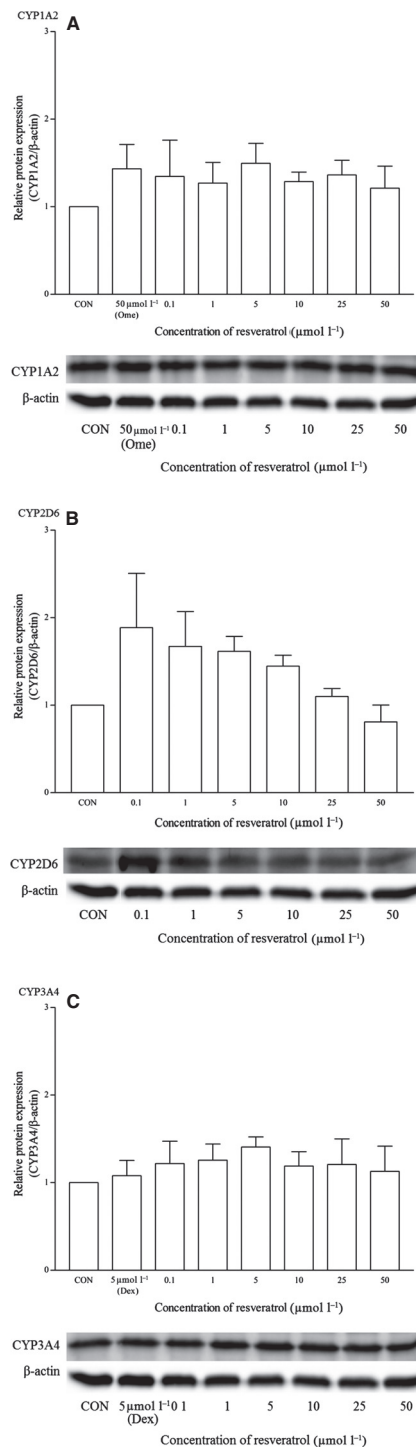 CYP1A2 A
3
2
1
0
Relative protein expression
(CYP1A2/β-actin)
CON 50 μmol l⁻¹ 0.1 1 5 10 25 50
(Ome)
Concentration of resveratrol (μmol l⁻¹)
CYP1A2
β-actin
CON 50 μmol l⁻¹ 0.1 1 5 10 25 50
(Ome)
Concentration of resveratrol (μmol l⁻¹)
CYP2D6 B
3
2
1
0
Relative protein expression
(CYP2D6/β-actin)
CON 0.1 1 5 10 25 50
Concentration of resveratrol (μmol l⁻¹)
CYP2D6
β-actin
CON 0.1 1 5 10 25 50
Concentration of resveratrol (μmol l⁻¹)
CYP3A4 C
3
2
1
0
Relative protein expression
(CYP3A4/β-actin)
CON 5 μmol l⁻¹ 0.1 1 5 10 25 50
(Dex)
Concentration of resveratrol (μmol l⁻¹)
CYP3A4
β-actin
CON 5 μmol l⁻¹ 0 1 1 5 10 25 50
(Dex)
Concentration of resveratrol (μmol l⁻¹)